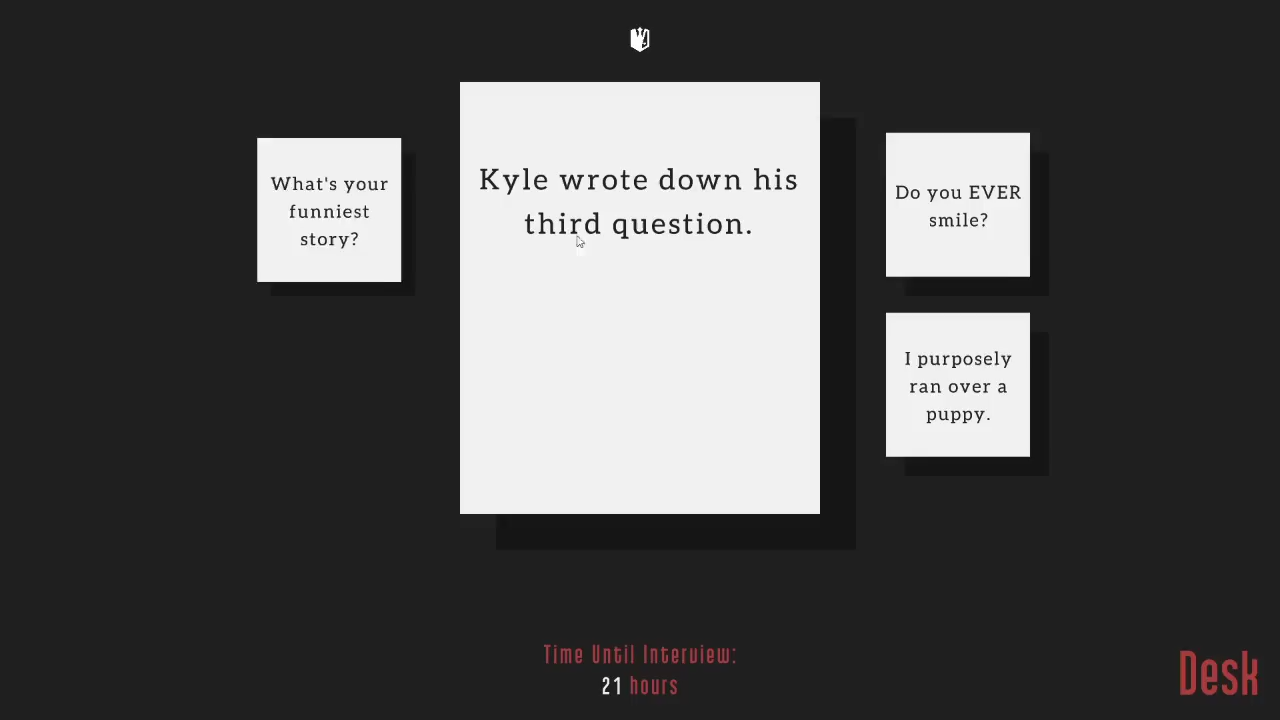 What's your
funniest
story?
Kyle wrote down his
third question.
Do you EVER
smile?
I purposely
ran over a
puppy.
Time Until Interview:
21 hours
Desk